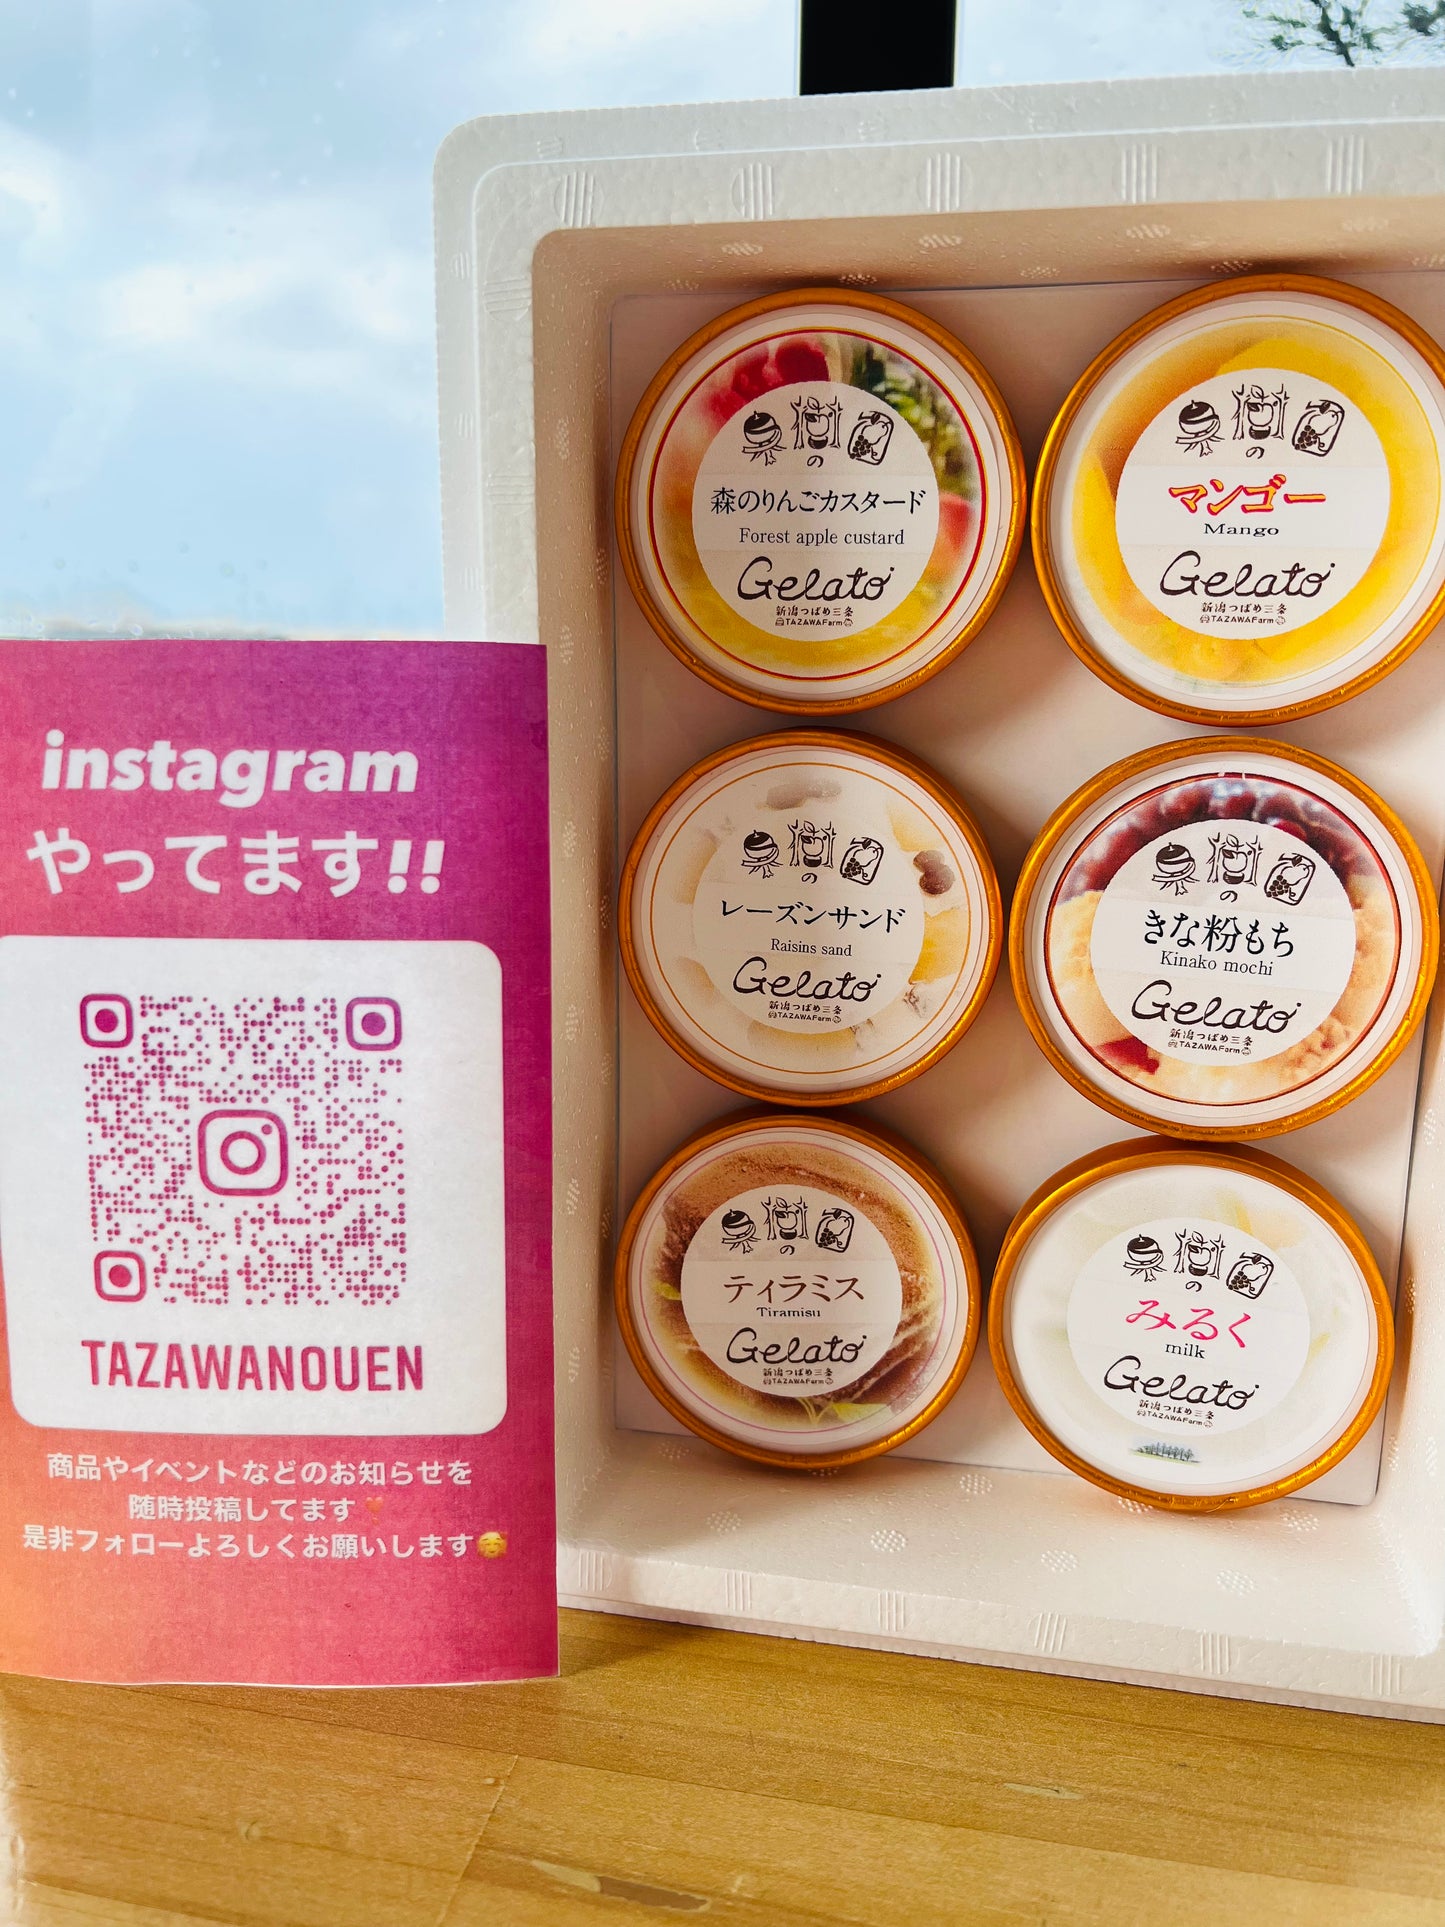 instagram
やってます!!
TAZAWANOUEN
商品やイベントなどのお知らせを
随時投稿してます
是非フォローよろしくお願いします
の
森のりんごカスタード
Forest apple custard
Gelato
新潟つばめ三条
TAZAWAFarm
の
マンゴー
Mango
Gelato
新潟つばめ三条
TAZAWAFarm
の
レーズンサンド
Raisins sand
Gelato
新潟つばめ三条
TAZAWAFarm
の
きな粉もち
Kinako mochi
Gelato
新潟つばめ三条
TAZAWAFarm
の
ティラミス
Tiramisu
Gelato
新潟つばめ三条
TAZAWAFarm
の
みるく
milk
Gelato
新潟つばめ三条
TAZAWAFarm